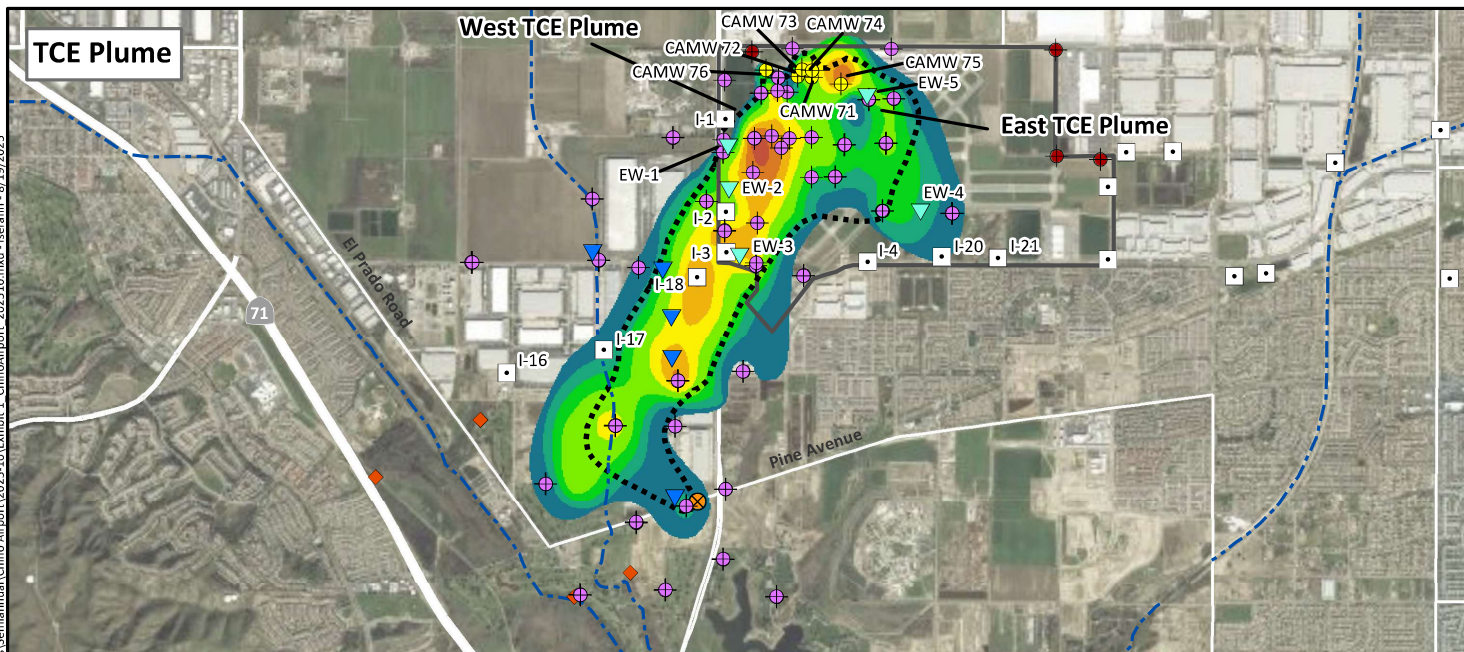 TCE Plume
West TCE Plume
CAMW 73
CAMW 74
CAMW 72
CAMW 76
CAMW 75
EW-5
CAMW 71
I-1
East TCE Plume
EW-1
EW-2
EW-4
I-2
I-3
EW-3
I-4
I-20
I-21
I-18
El Prado Road
71
I-17
I-16
Pine Avenue